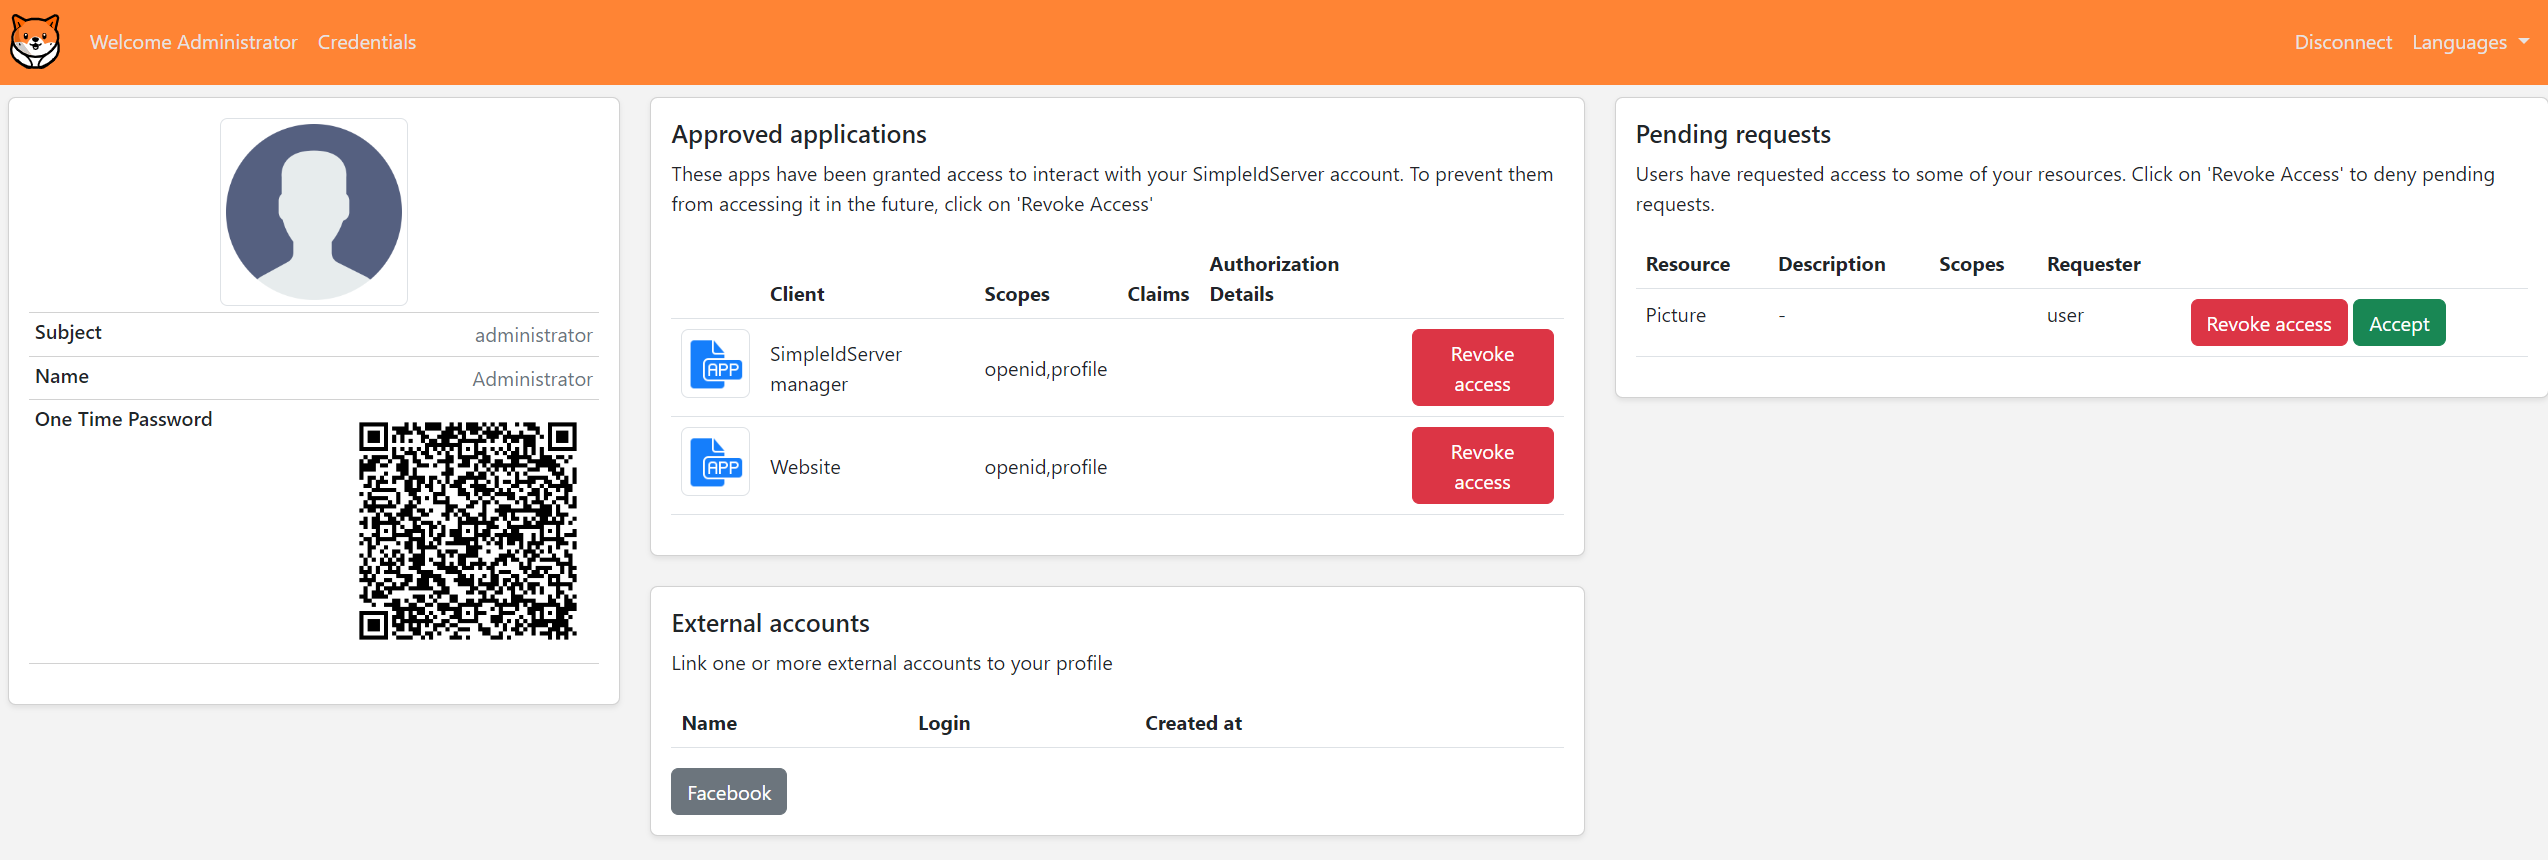 Welcome Administrator Credentials Disconnect Languages
Subject administrator
Name Administrator
One Time Password
Approved applications
These apps have been granted access to interact with your SimpleIdServer account. To prevent them
from accessing it in the future, click on 'Revoke Access'
Client Scopes Claims Authorization
Details
APP SimpleIdServer
manager openid,profile Revoke
access
APP Website openid,profile Revoke
access
External accounts
Link one or more external accounts to your profile
Name Login Created at
Facebook
Pending requests
Users have requested access to some of your resources. Click on 'Revoke Access' to deny pending
requests.
Resource Description Scopes Requester
Picture - user Revoke access Accept